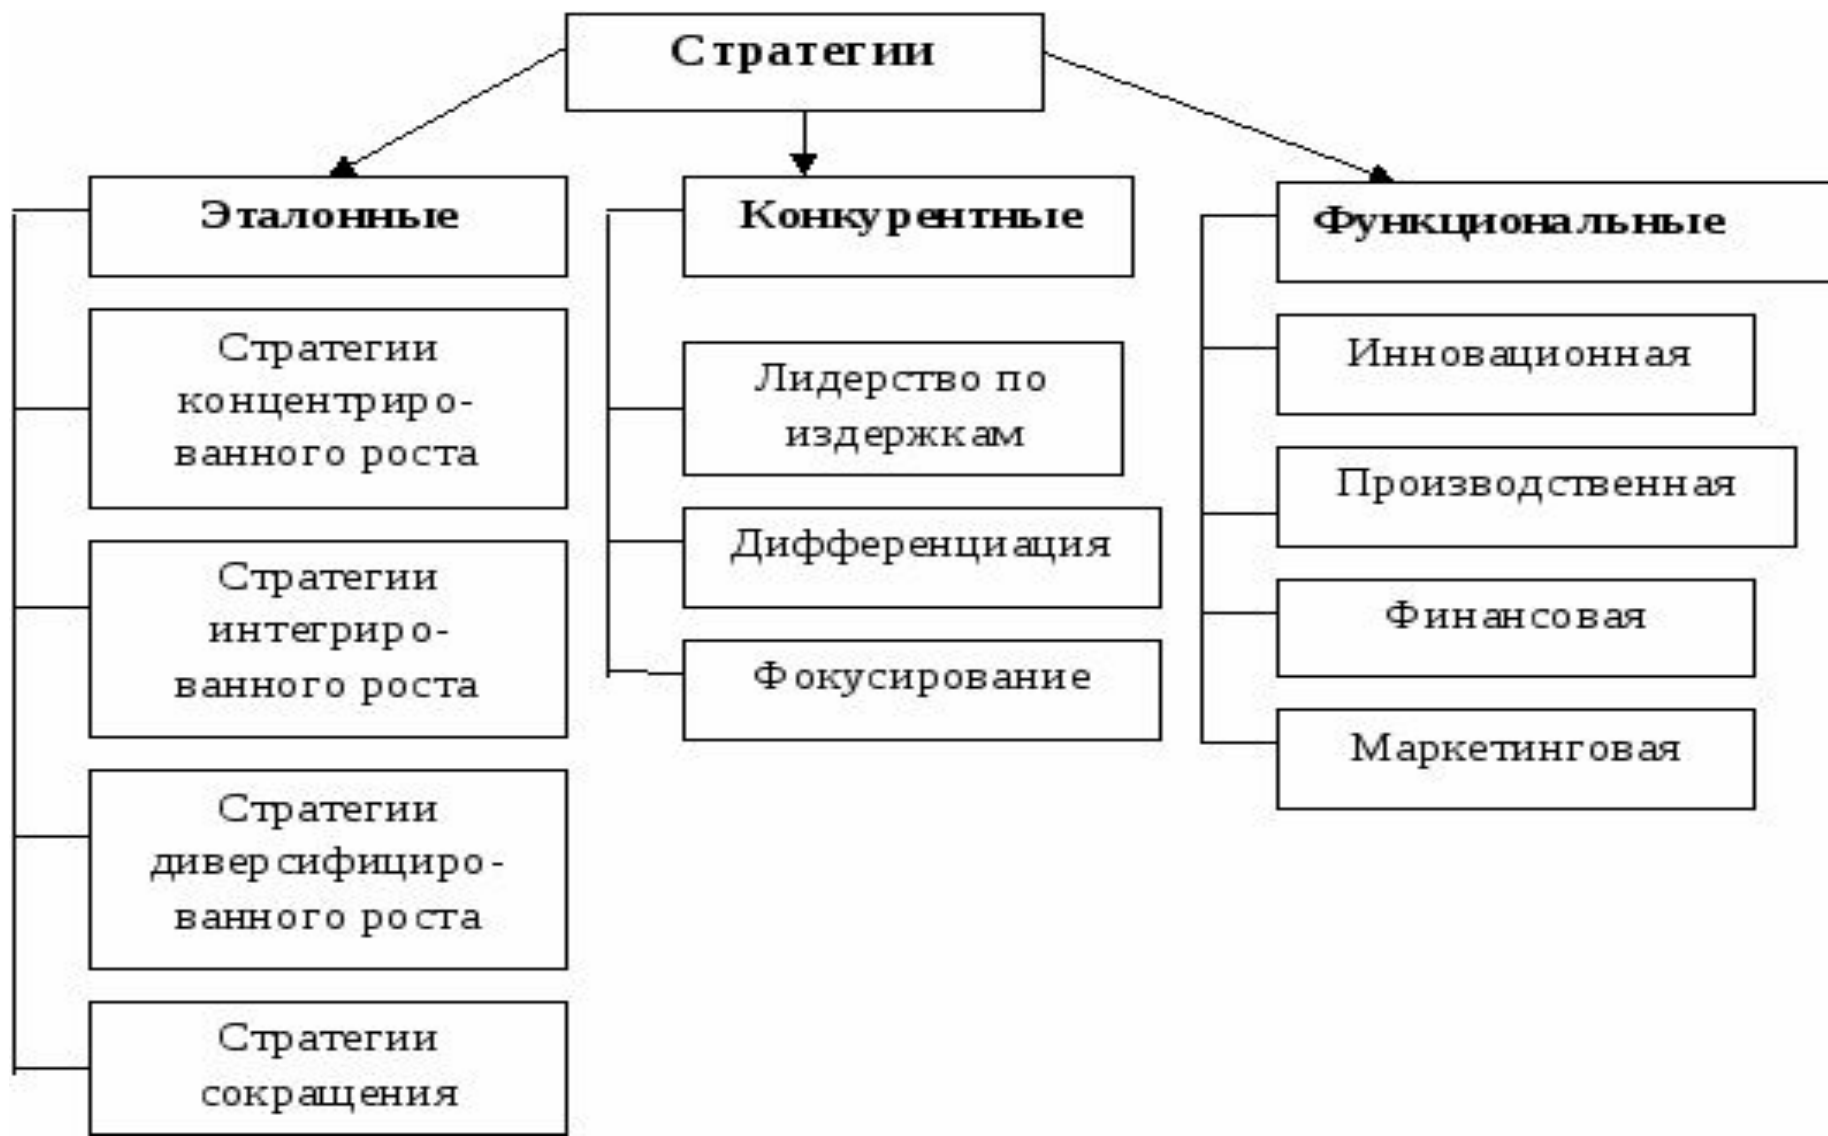 Стратегии
Эталонные
Стратегии
концентриро-
ванного роста
Стратегии
интегриро-
ванного роста
Стратегии
диверсифициро-
ванного роста
Стратегии
сокращения
Конкурентные
Лидерство по
издержкам
Дифференциация
Фокусирование
Функциональные
Инновационная
Производственная
Финансовая
Маркетинговая